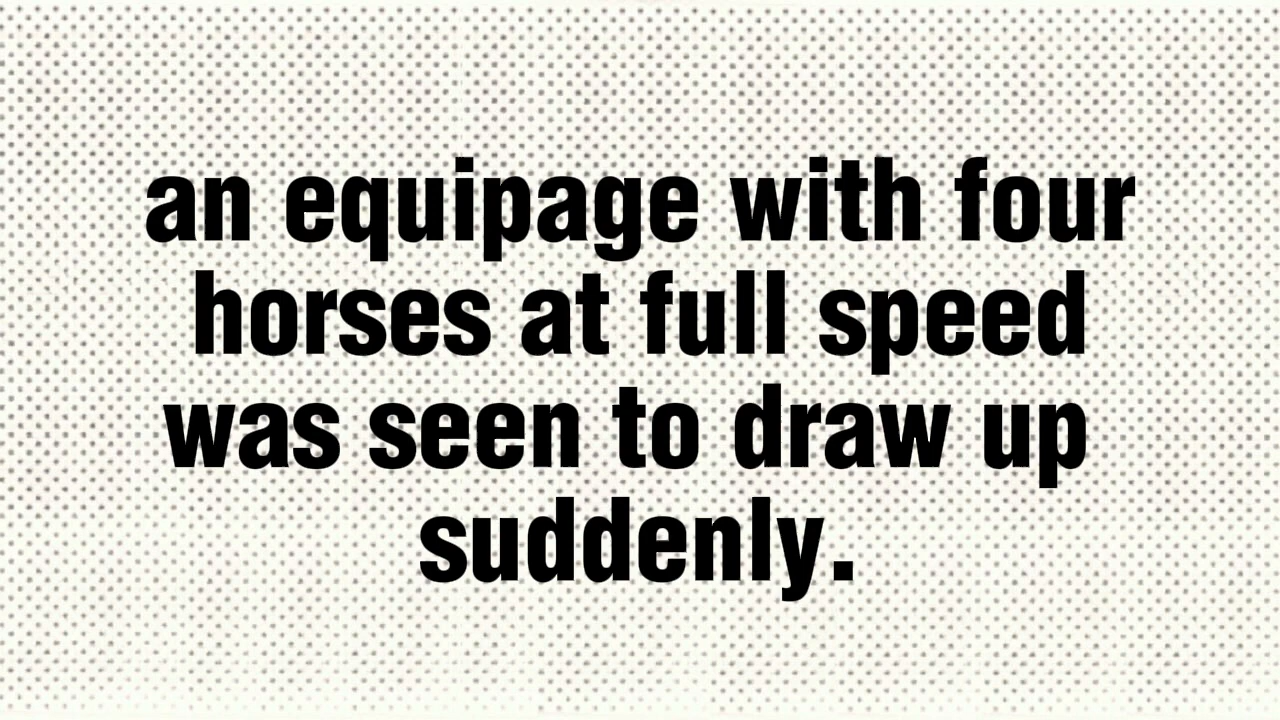 an equipage with four
horses at full speed
was seen to draw up
suddenly.